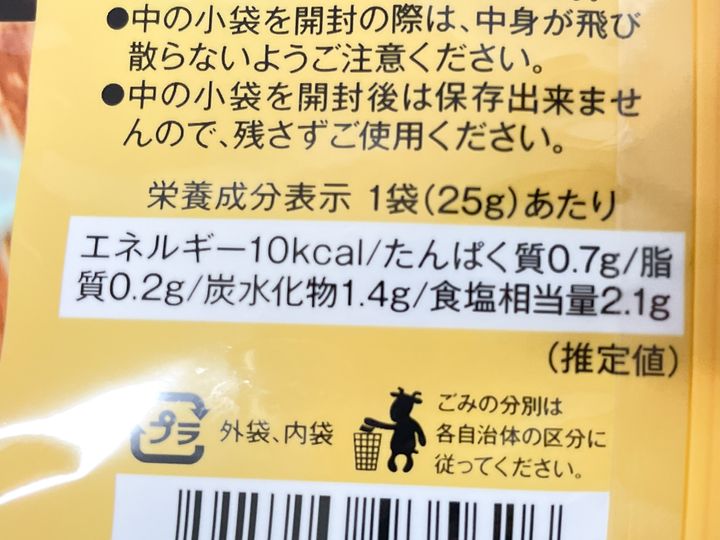 ●中の小袋を開封の際は、中身が飛び
散らないようご注意ください。
●中の小袋を開封後は保存出来ませ
んので、残さずご使用ください。
栄養成分表示 1袋(25g)あたり
エネルギー10kcal/たんぱく質0.7g/脂
質0.2g/炭水化物1.4g/食塩相当量2.1g
(推定値)
プラ 外袋、内袋
ごみの分別は
各自治体の区分に
従ってください。